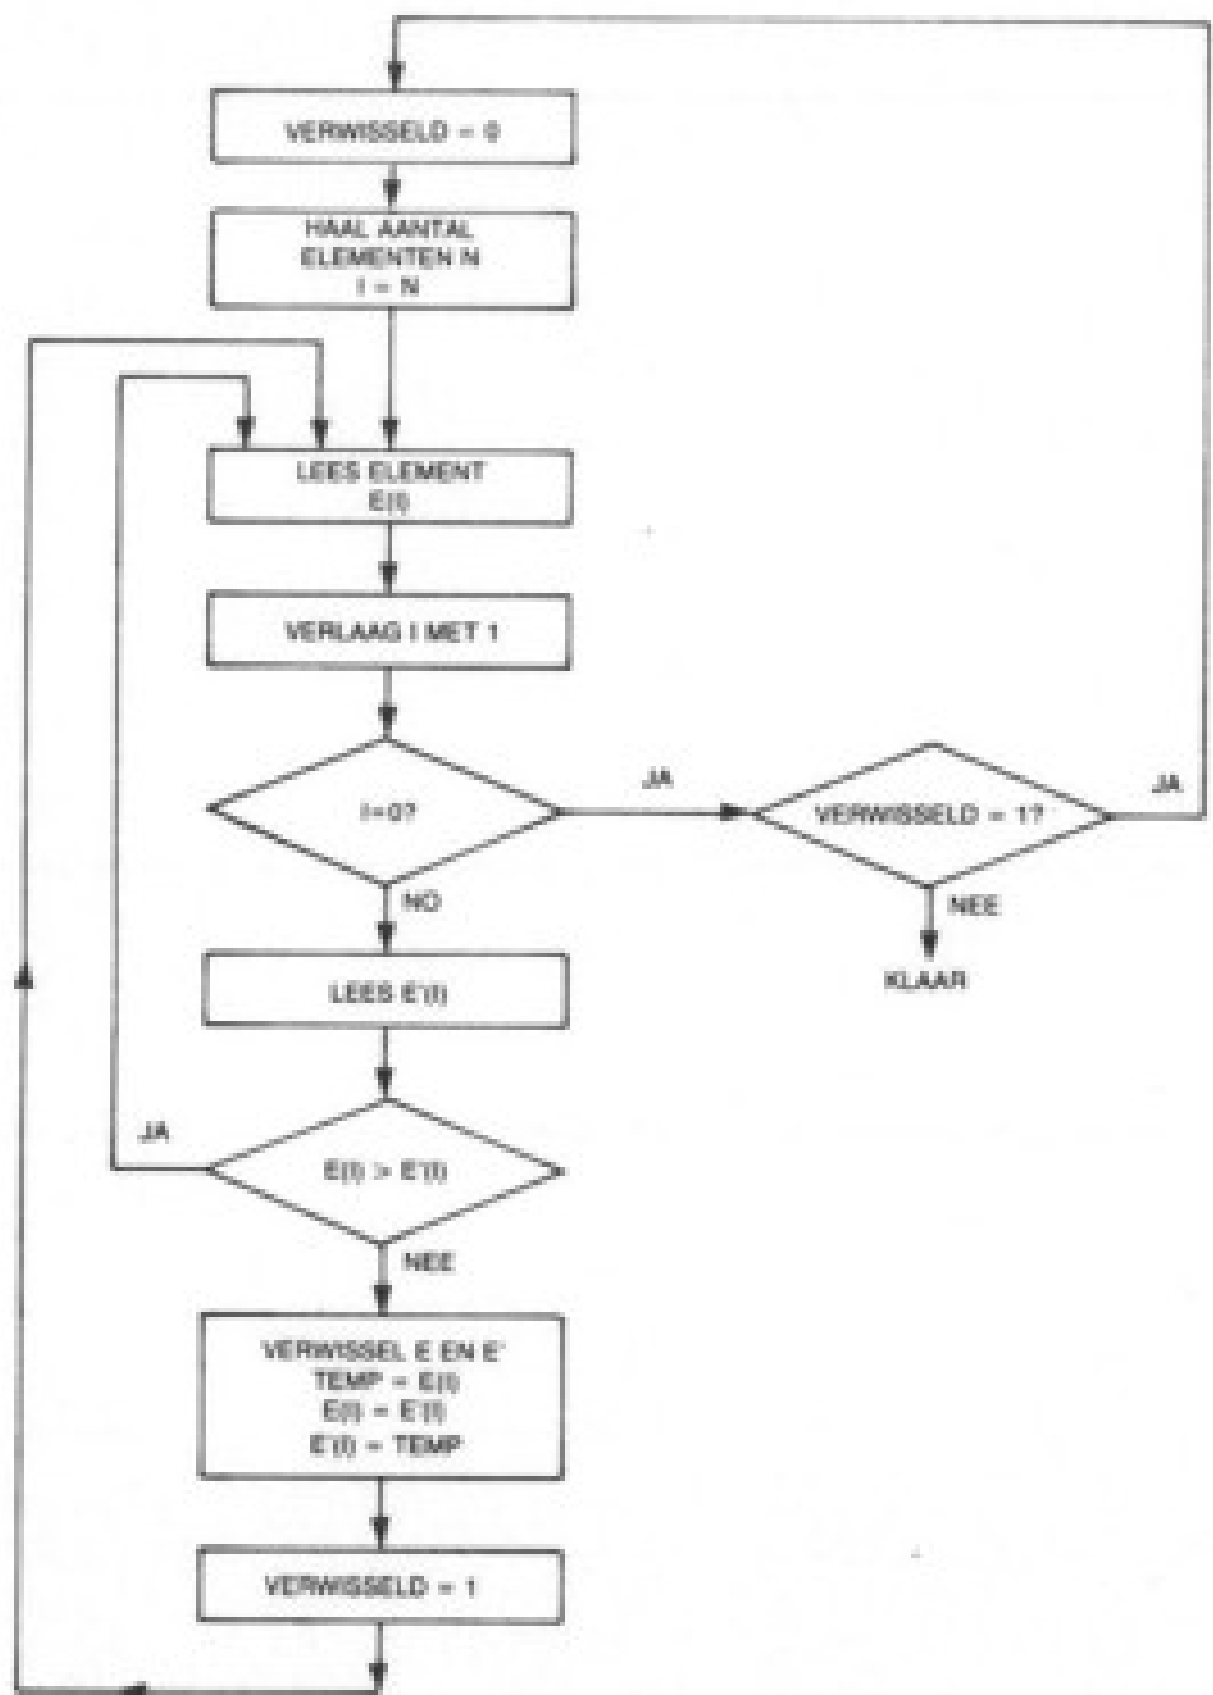 VERWISSELD = 0
HAAL AANTAL
ELEMENTEN N
I = N
LEES ELEMENT
E(I)
VERLAAG I MET 1
I=0?
JA
VERWISSELD = 1?
JA
NO
NEE
KLAAR
LEES E'(I)
JA
E(I) > E'(I)
NEE
VERWISSEL E EN E'
TEMP = E(I)
E(I) = E'(I)
E'(I) = TEMP
VERWISSELD = 1